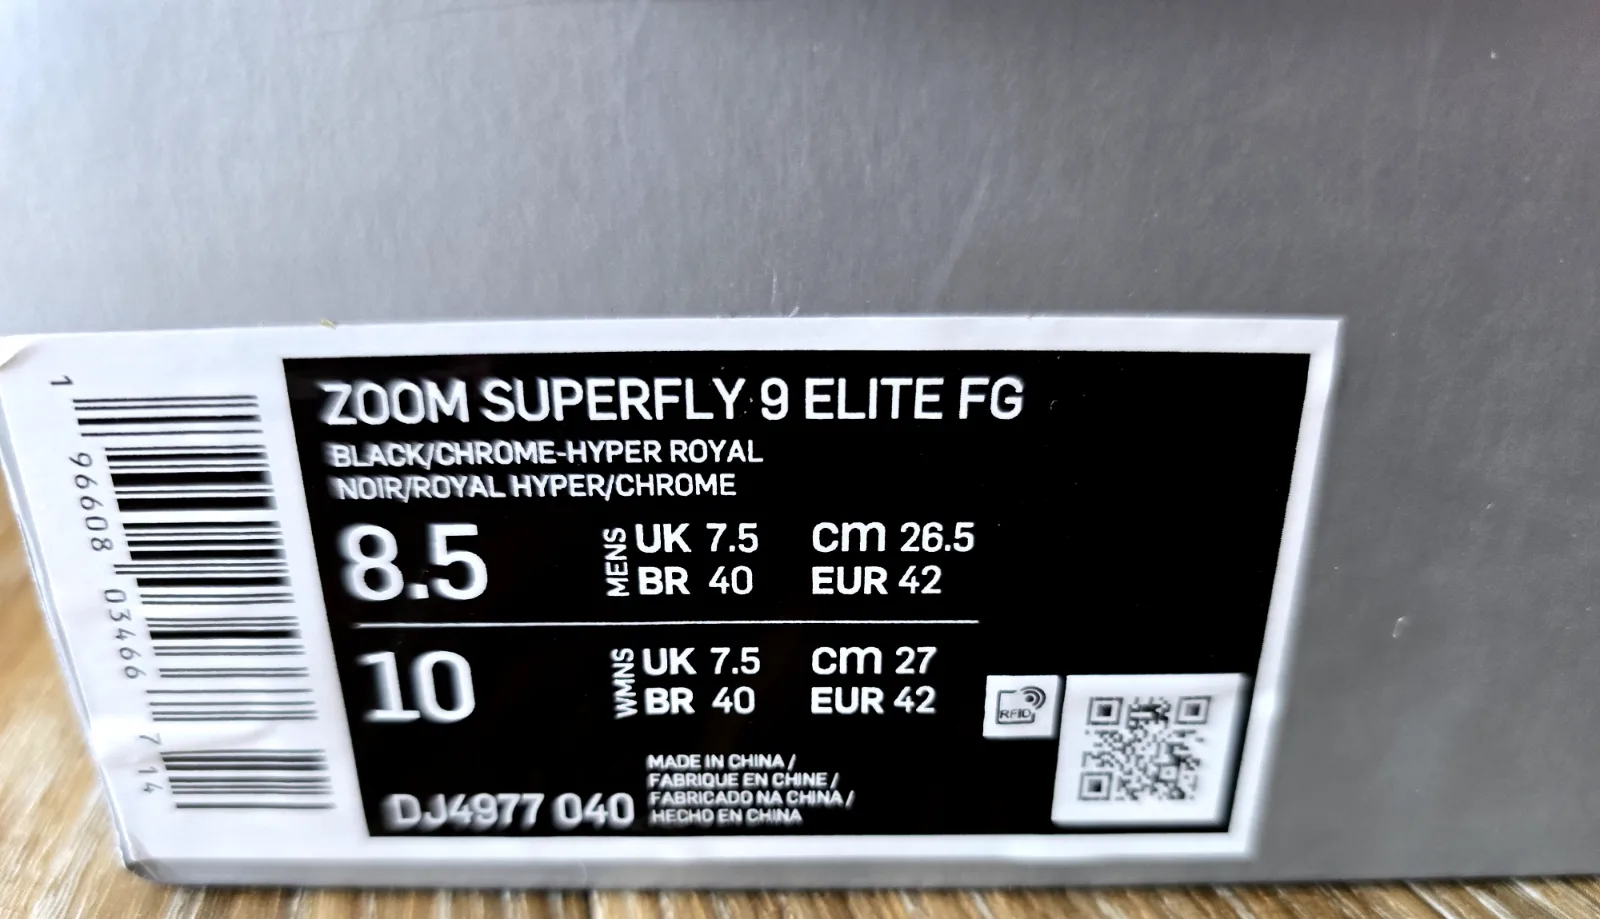 1 96608 03466 7 14
ZOOM SUPERFLY 9 ELITE FG
BLACK/CHROME-HYPER ROYAL
NOIR/ROYAL HYPER/CHROME
8.5 MENS UK 7.5 cm 26.5
BR 40 EUR 42
10 WMNS UK 7.5 cm 27
BR 40 EUR 42
RFID
MADE IN CHINA /
FABRIQUE EN CHINE /
FABRICADO NA CHINA /
HECHO EN CHINA
DJ4977 040